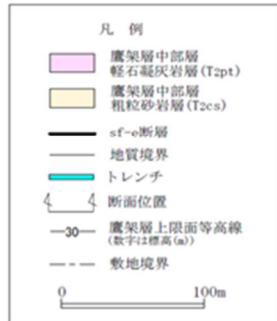 凡 例
鷹架層中部層
軽石凝灰岩層(T2pt)
鷹架層中部層
粗粒砂岩層(T2cs)
sf-e断層
地質境界
トレンチ
断面位置
30 鷹架層上限面等高線
(数字は標高(m))
敷地境界
0 100m